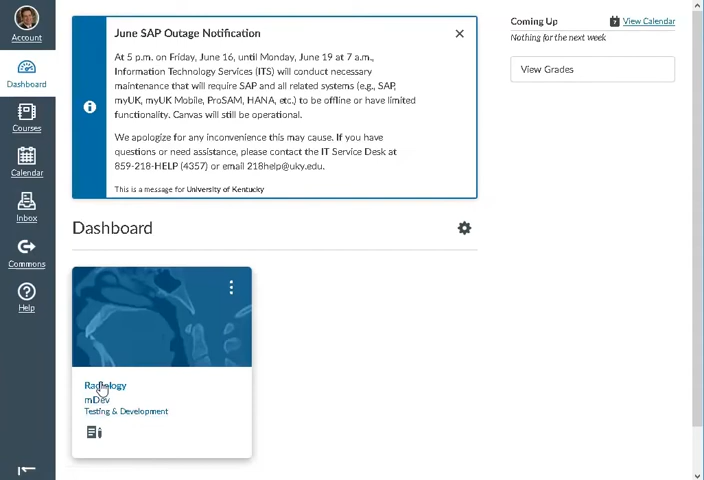 Account
Dashboard
Courses
Calendar
Inbox
Commons
Help
June SAP Outage Notification
At 5 p.m. on Friday, June 16, until Monday, June 19 at 7 a.m.,
Information Technology Services (ITS) will conduct necessary
maintenance that will require SAP and all related systems (e.g., SAP,
myUK, myUK Mobile, ProSAM, HANA, etc.) to be offline or have limited
functionality. Canvas will still be operational.
We apologize for any inconvenience this may cause. If you have
questions or need assistance, please contact the IT Service Desk at
859-218-HELP (4357) or email 218help@uky.edu.
This is a message for University of Kentucky
Dashboard
Radiology
mDev
Testing & Development
Coming Up
View Calendar
Nothing for the next week
View Grades